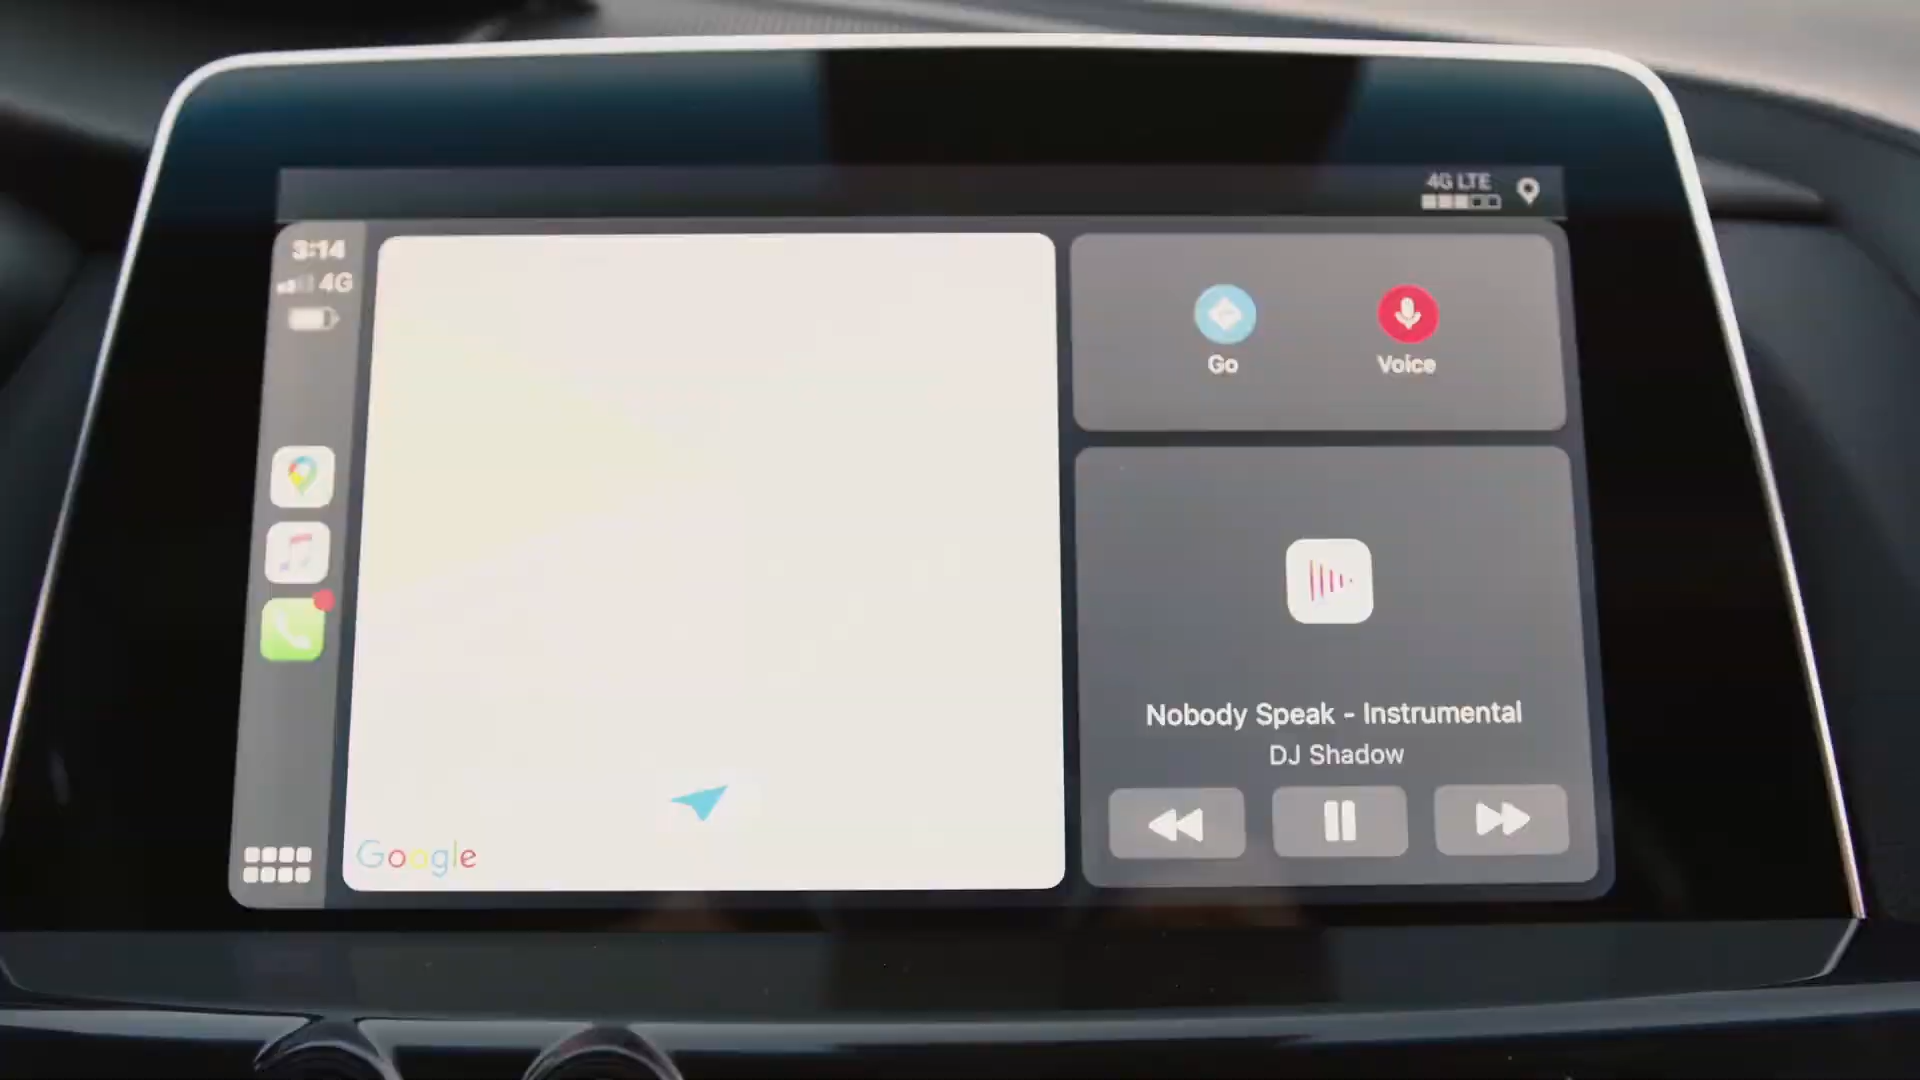 4G LTE
3:14
4G
Go
Voice
Nobody Speak - Instrumental
DJ Shadow
Google